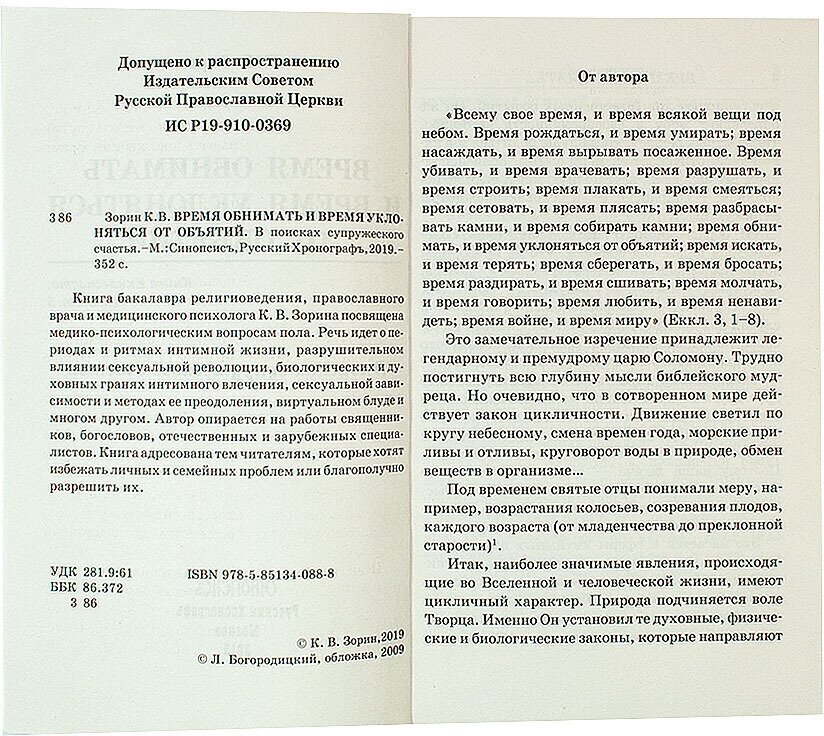 Допущено к распространению
Издательским Советом
Русской Православной Церкви
ИС Р19-910-0369
З 86 Зорин К.В. ВРЕМЯ ОБНИМАТЬ И ВРЕМЯ УКЛО-
НЯТЬСЯ ОТ ОБЪЯТИЙ. В поисках супружеского
счастья.–М.:Синопсисъ, Русский Хронографъ, 2019.–
352 с.
Книга бакалавра религиоведения, православного
врача и медицинского психолога К. В. Зорина посвящена
медико-психологическим вопросам пола. Речь идет о пе-
риодах и ритмах интимной жизни, разрушительном
влиянии сексуальной революции, биологических и ду-
ховных гранях интимного влечения, сексуальной зави-
симости и методах ее преодоления, виртуальном блуде и
многом другом. Автор опирается на работы священни-
ков, богословов, отечественных и зарубежных специа-
листов. Книга адресована тем читателям, которые хотят
избежать личных и семейных проблем или благополучно
разрешить их.
УДК 281.9:61 ISBN 978-5-85134-088-8
ББК 86.372
З 86
© К. В. Зорин,2019
© Л. Богородицкий, обложка, 2009
От автора
«Всему свое время, и время всякой вещи под
небом. Время рождаться, и время умирать; время
насаждать, и время вырывать посаженное. Время
убивать, и время врачевать; время разрушать, и
время строить; время плакать, и время смеяться;
время сетовать, и время плясать; время разбрасы-
вать камни, и время собирать камни; время обни-
мать, и время уклоняться от объятий; время искать,
и время терять; время сберегать, и время бросать;
время раздирать, и время сшивать; время молчать,
и время говорить; время любить, и время ненави-
деть; время войне, и время миру» (Еккл. 3, 1–8).
Это замечательное изречение принадлежит ле-
гендарному и премудрому царю Соломону. Трудно
постигнуть всю глубину мысли библейского муд-
реца. Но очевидно, что в сотворенном мире дей-
ствует закон цикличности. Движение светил по
кругу небесному, смена времен года, морские при-
ливы и отливы, круговорот воды в природе, обмен
веществ в организме...
Под временем святые отцы понимали меру, на-
пример, возрастания колосьев, созревания плодов,
каждого возраста (от младенчества до преклонной
старости)¹.
Итак, наиболее значимые явления, происходя-
щие во Вселенной и человеческой жизни, имеют
цикличный характер. Природа подчиняется воле
Творца. Именно Он установил те духовные, физиче-
ские и биологические законы, которые направляют